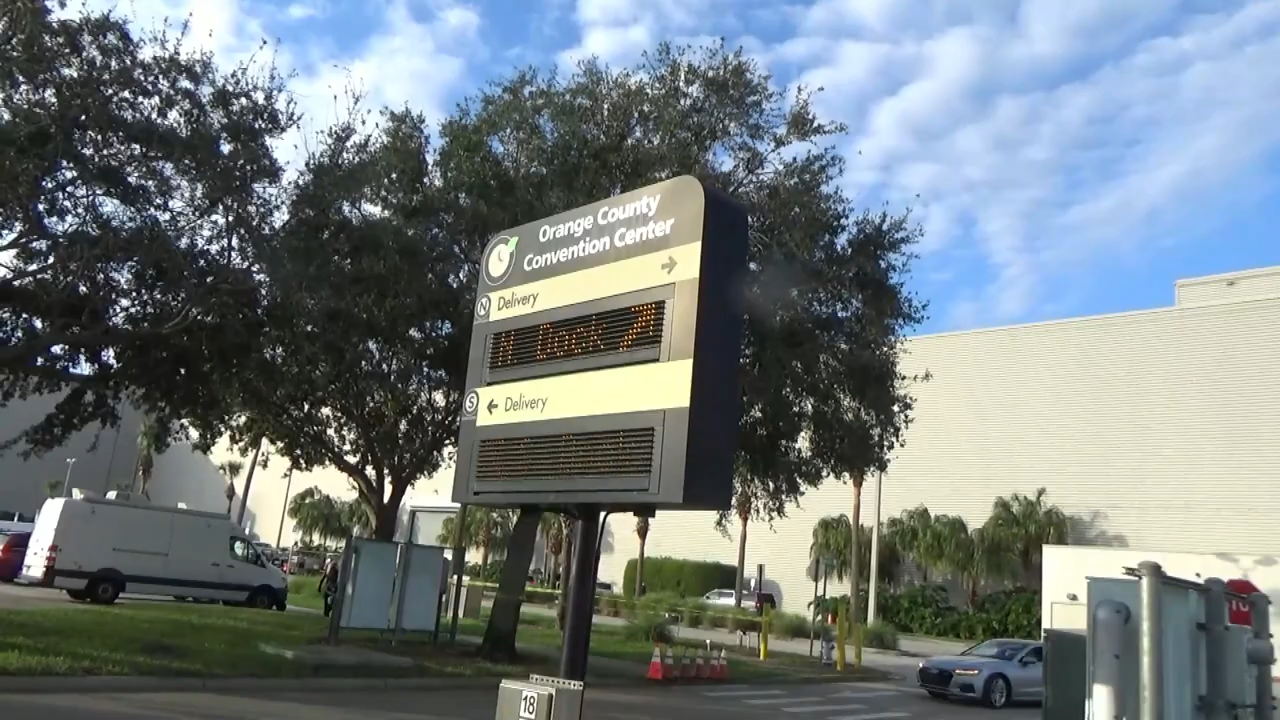 Orange County
Convention Center
N Delivery
Dock 7
S Delivery
18